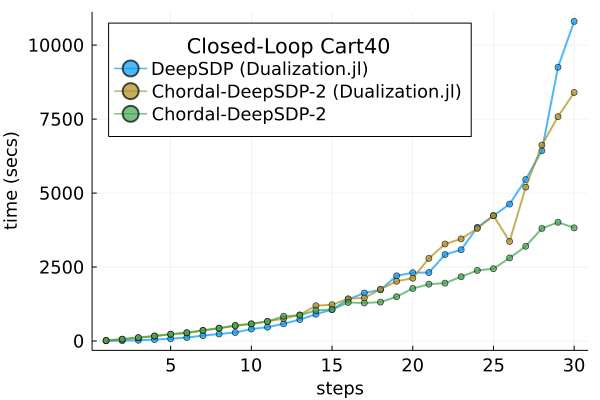 Closed-Loop Cart40
DeepSDP (Dualization.jl)
Chordal-DeepSDP-2 (Dualization.jl)
Chordal-DeepSDP-2
time (secs)
10000
7500
5000
2500
0
5 10 15 20 25 30
steps